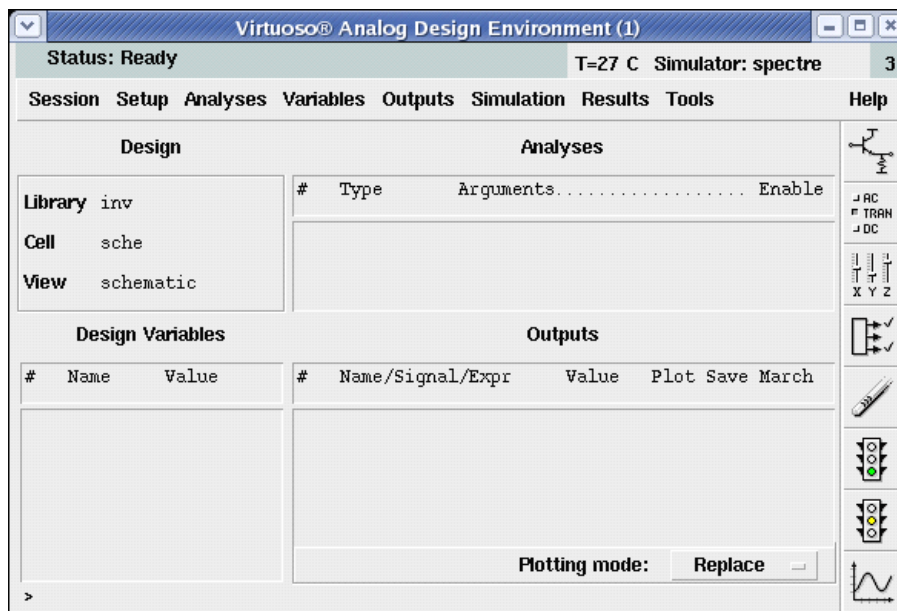 Virtuoso® Analog Design Environment (1)
Status: Ready
T=27 C Simulator: spectre 3
Session Setup Analyses Variables Outputs Simulation Results Tools Help
Design
Library inv
Cell sche
View schematic
Analyses
# Type Arguments.................. Enable
AC
TRAN
DC
X Y Z
Design Variables
# Name Value
Outputs
# Name/Signal/Expr Value Plot Save March
Plotting mode: Replace
>